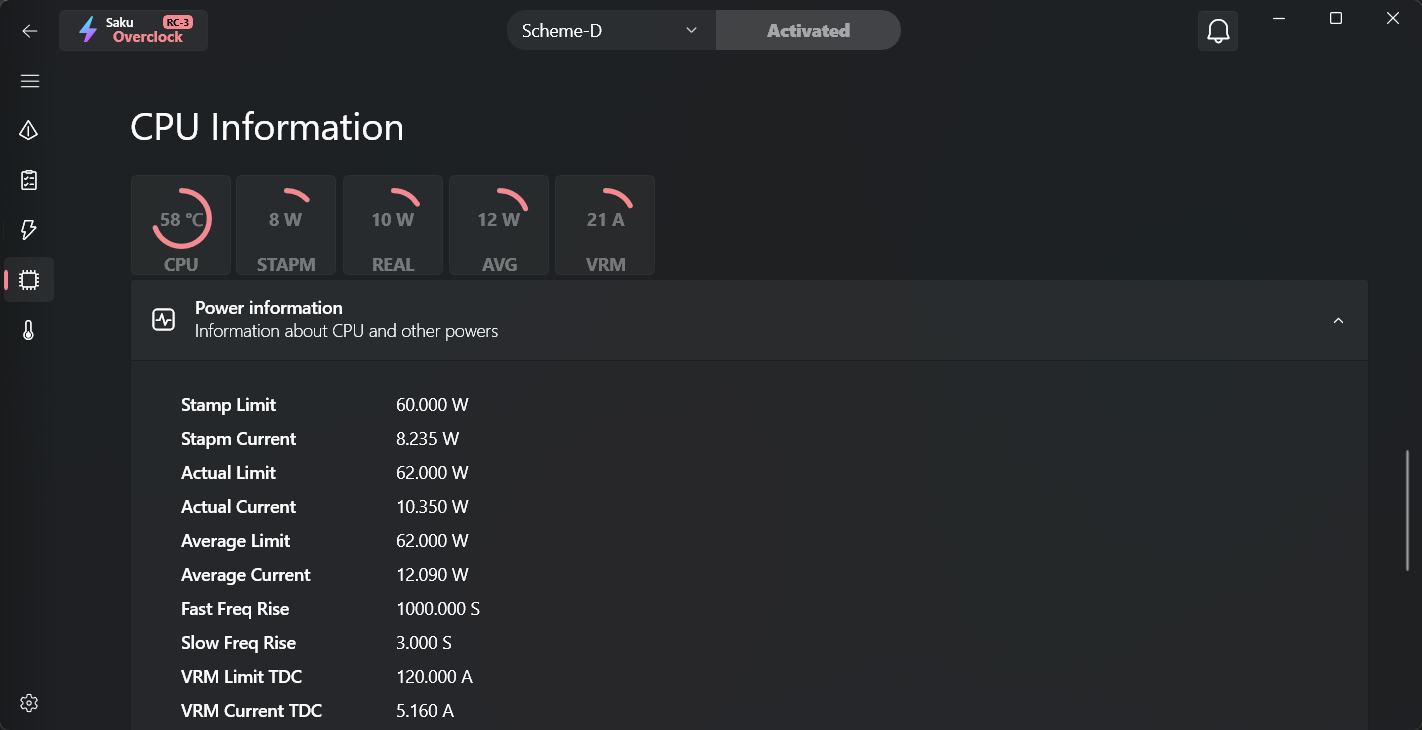 Saku RC-3
Overclock
Scheme-D
Activated
CPU Information
58 °C
8 W
10 W
12 W
21 A
CPU
STAPM
REAL
AVG
VRM
Power information
Information about CPU and other powers
Stamp Limit 60.000 W
Stapm Current 8.235 W
Actual Limit 62.000 W
Actual Current 10.350 W
Average Limit 62.000 W
Average Current 12.090 W
Fast Freq Rise 1000.000 S
Slow Freq Rise 3.000 S
VRM Limit TDC 120.000 A
VRM Current TDC 5.160 A